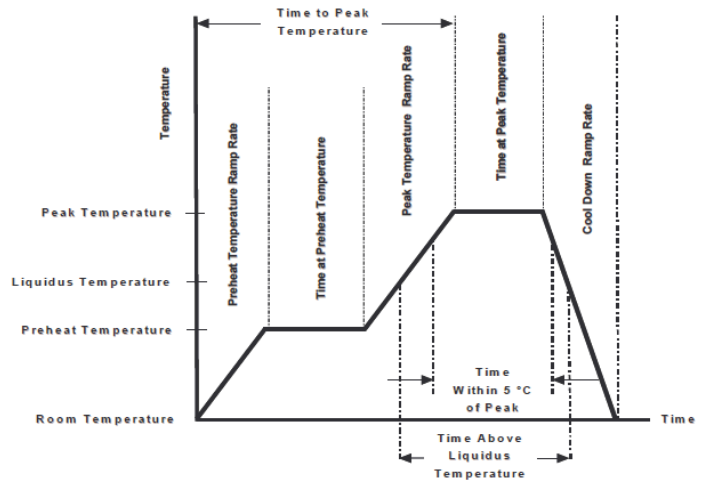 Time to Peak
Temperature
Temperature
Preheat Temperature Ramp Rate
Time at Preheat Temperature
Peak Temperature Ramp Rate
Time at Peak Temperature
Cool Down Ramp Rate
Peak Temperature
Liquidus Temperature
Preheat Temperature
Room Temperature
Time
Time
Within 5 °C
of Peak
Time Above
Liquidus
Temperature